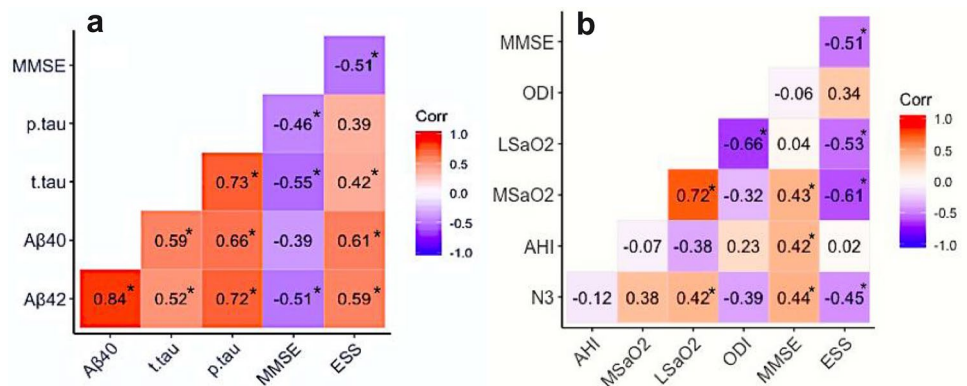 a
MMSE
-0.51*
p.tau
-0.46*
0.39
t.tau
0.73*
-0.55*
0.42*
Aβ40
0.59*
0.66*
-0.39
0.61*
Aβ42
0.84*
0.52*
0.72*
-0.51*
0.59*
Aβ40
t.tau
p.tau
MMSE
ESS
Corr
1.0
0.5
0.0
-0.5
-1.0
b
MMSE
-0.51*
ODI
-0.06
0.34
LSaO2
-0.66*
0.04
-0.53*
MSaO2
0.72*
-0.32
0.43*
-0.61*
AHI
-0.07
-0.38
0.23
0.42*
0.02
N3
-0.12
0.38
0.42*
-0.39
0.44*
-0.45*
AHI
MSaO2
LSaO2
ODI
MMSE
ESS
Corr
1.0
0.5
0.0
-0.5
-1.0